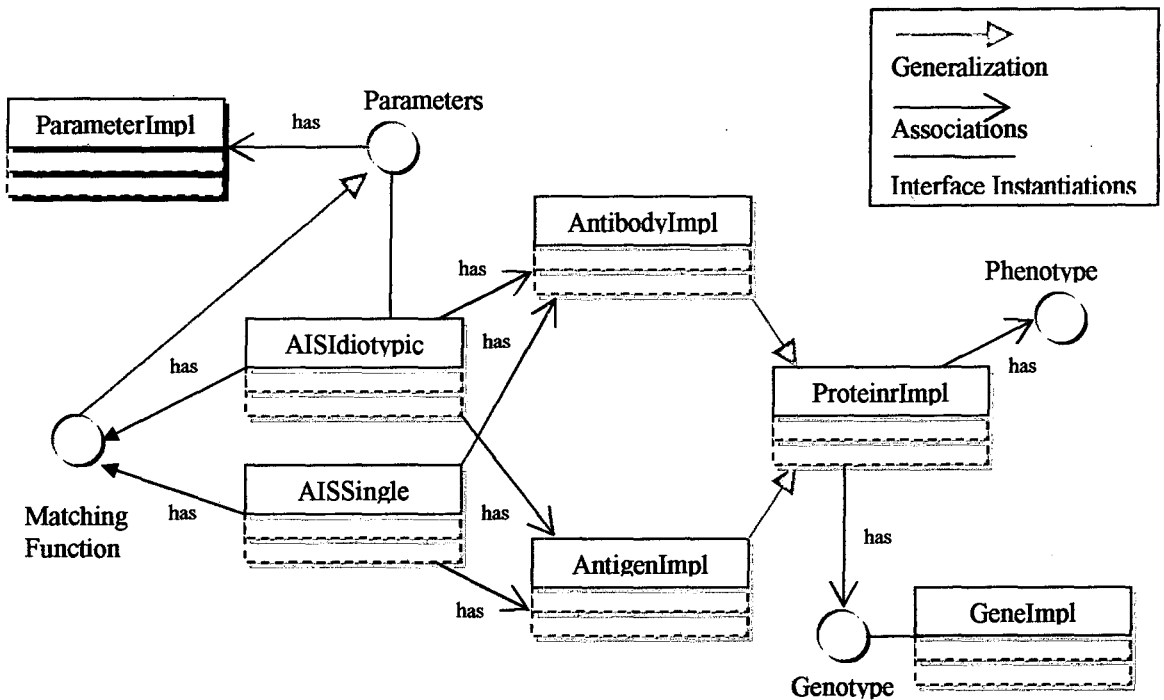 Generalization
Associations
Interface Instantiations
Parameters
ParameterImpl
has
AntibodyImpl
Phenotype
has
AISIdiotypic
has
has
has
ProteinrImpl
Matching
Function
AISSingle
has
has
AntigenImpl
has
has
GeneImpl
Genotype